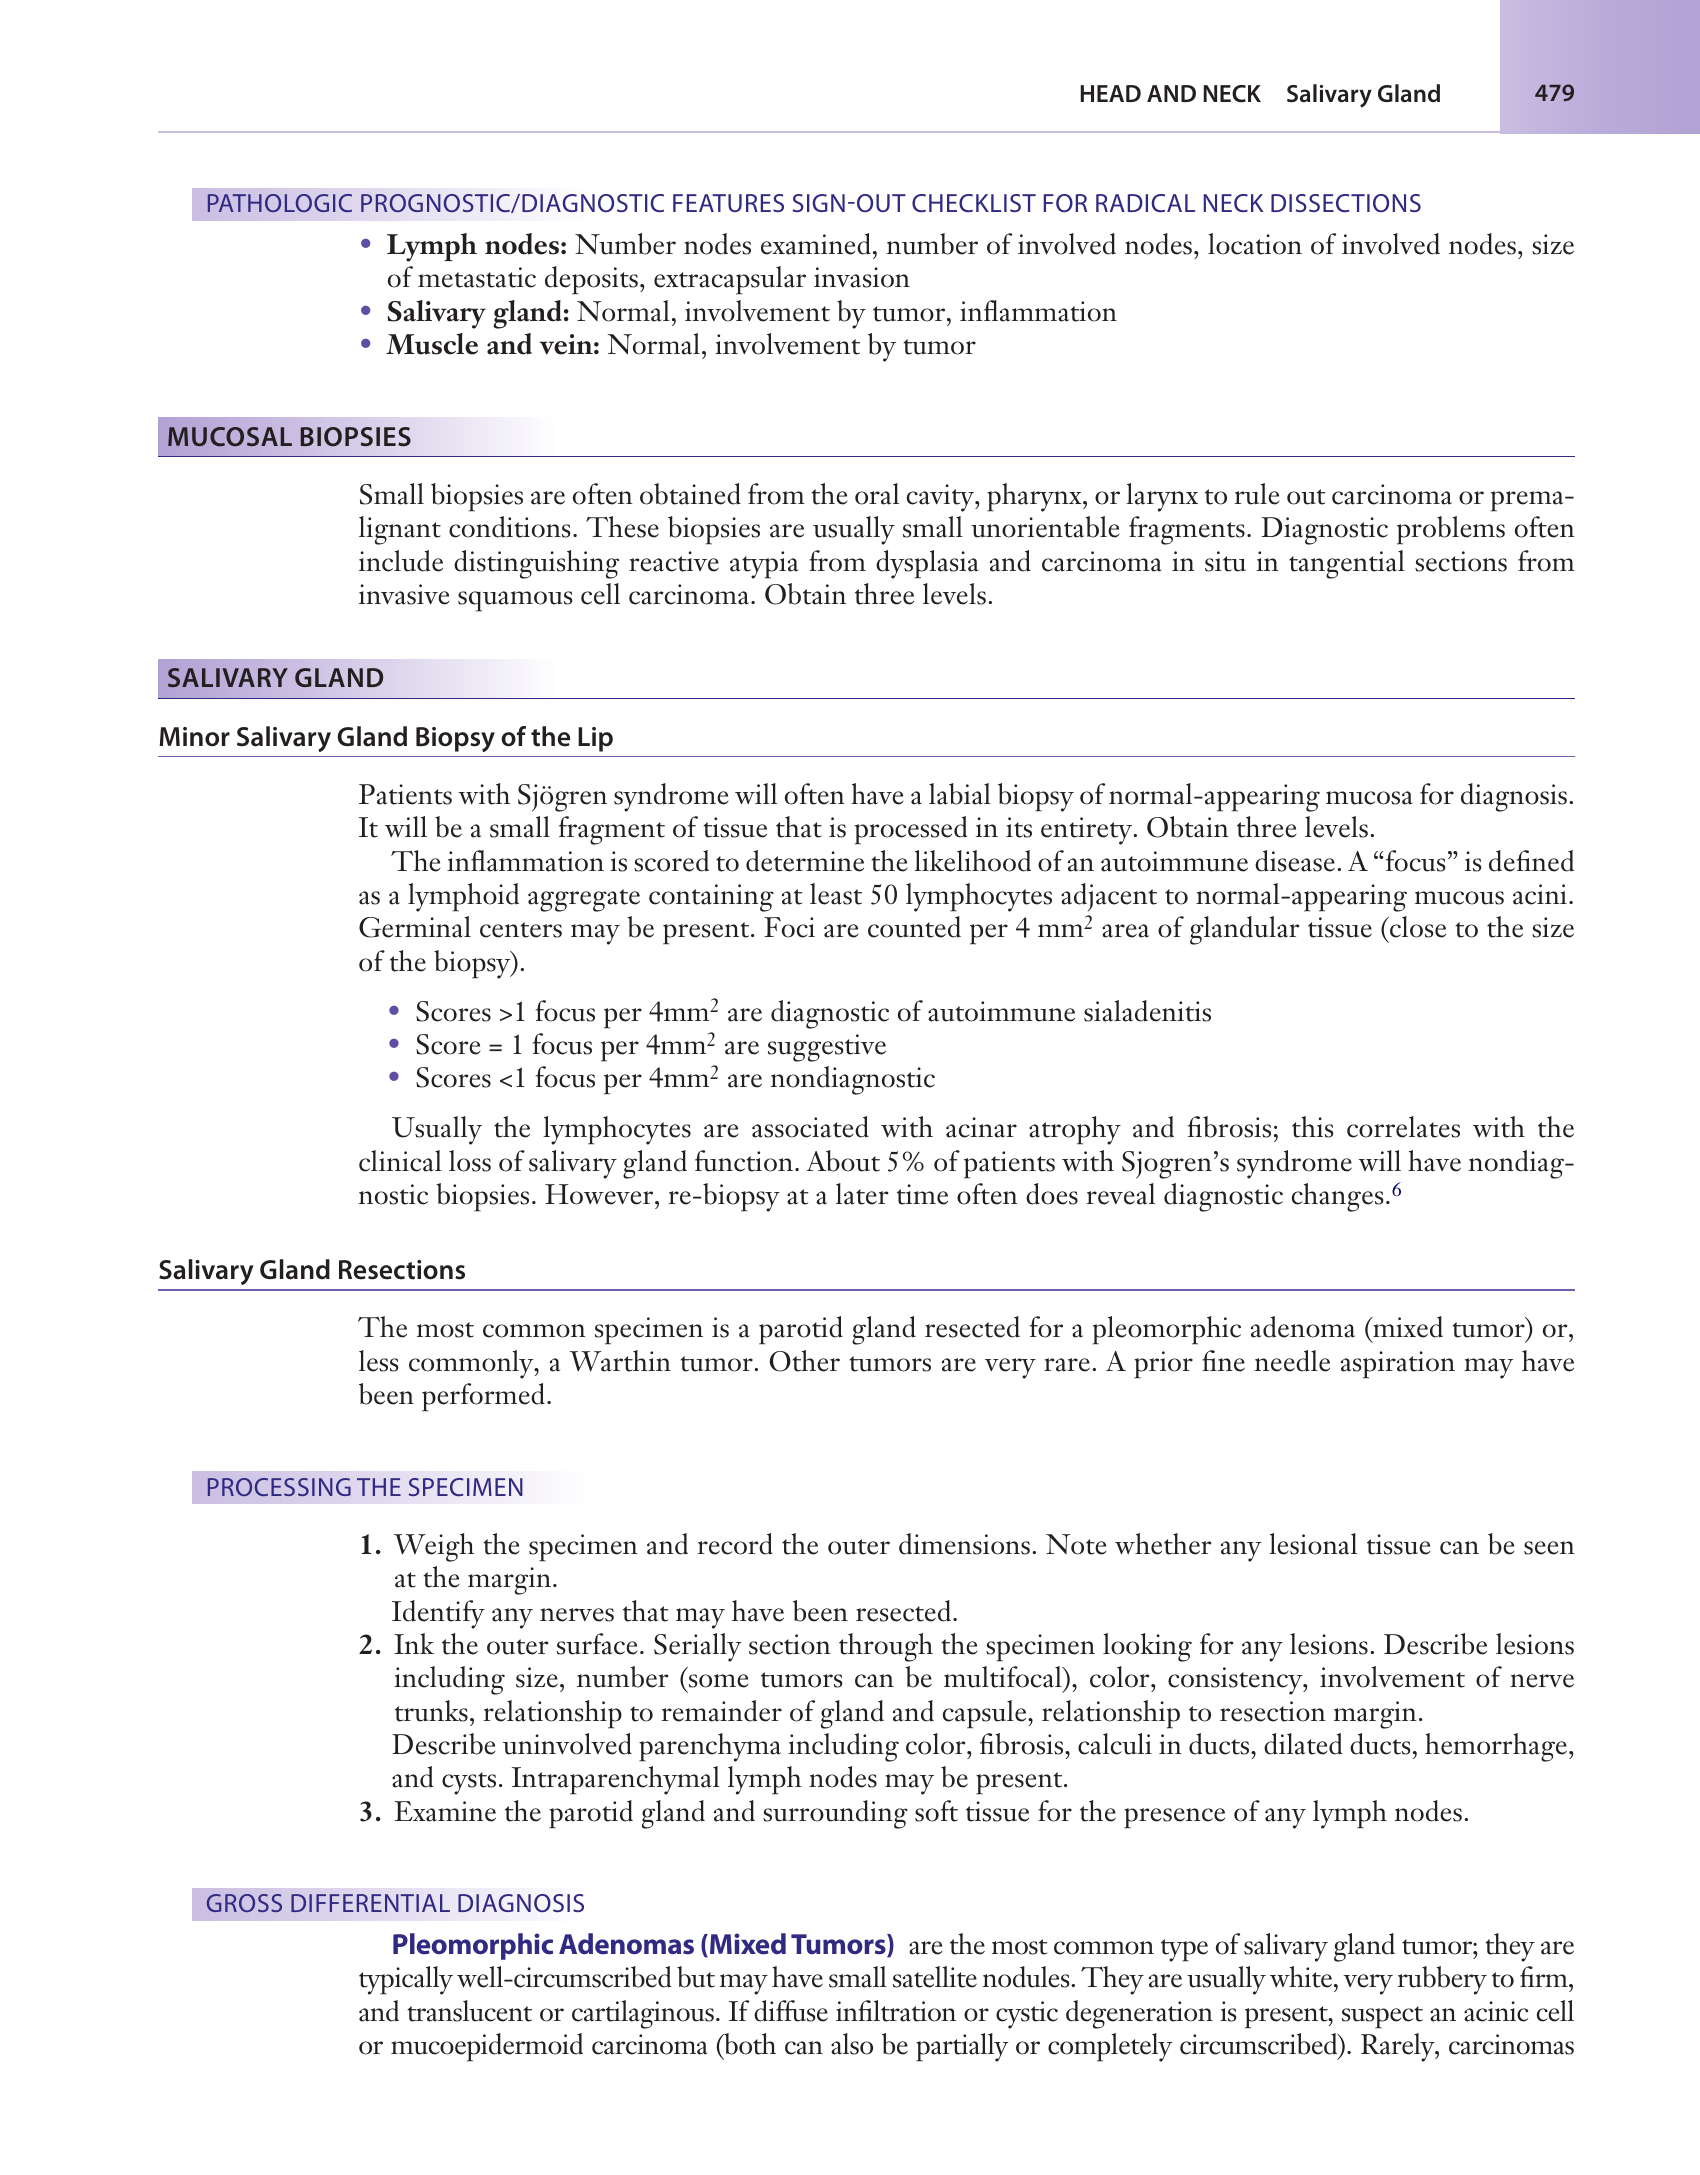 HEAD AND NECK Salivary Gland 479
PATHOLOGIC PROGNOSTIC/DIAGNOSTIC FEATURES SIGN-OUT CHECKLIST FOR RADICAL NECK DISSECTIONS
• Lymph nodes: Number nodes examined, number of involved nodes, location of involved nodes, size
of metastatic deposits, extracapsular invasion
• Salivary gland: Normal, involvement by tumor, inflammation
• Muscle and vein: Normal, involvement by tumor
MUCOSAL BIOPSIES
Small biopsies are often obtained from the oral cavity, pharynx, or larynx to rule out carcinoma or prema-
lignant conditions. These biopsies are usually small unorientable fragments. Diagnostic problems often
include distinguishing reactive atypia from dysplasia and carcinoma in situ in tangential sections from
invasive squamous cell carcinoma. Obtain three levels.
SALIVARY GLAND
Minor Salivary Gland Biopsy of the Lip
Patients with Sjögren syndrome will often have a labial biopsy of normal-appearing mucosa for diagnosis.
It will be a small fragment of tissue that is processed in its entirety. Obtain three levels.
The inflammation is scored to determine the likelihood of an autoimmune disease. A “focus” is defined
as a lymphoid aggregate containing at least 50 lymphocytes adjacent to normal-appearing mucous acini.
Germinal centers may be present. Foci are counted per 4 mm² area of glandular tissue (close to the size
of the biopsy).
• Scores >1 focus per 4mm² are diagnostic of autoimmune sialadenitis
• Score = 1 focus per 4mm² are suggestive
• Scores <1 focus per 4mm² are nondiagnostic
Usually the lymphocytes are associated with acinar atrophy and fibrosis; this correlates with the
clinical loss of salivary gland function. About 5% of patients with Sjogren’s syndrome will have nondiag-
nostic biopsies. However, re-biopsy at a later time often does reveal diagnostic changes.⁶
Salivary Gland Resections
The most common specimen is a parotid gland resected for a pleomorphic adenoma (mixed tumor) or,
less commonly, a Warthin tumor. Other tumors are very rare. A prior fine needle aspiration may have
been performed.
PROCESSING THE SPECIMEN
1. Weigh the specimen and record the outer dimensions. Note whether any lesional tissue can be seen
at the margin.
Identify any nerves that may have been resected.
2. Ink the outer surface. Serially section through the specimen looking for any lesions. Describe lesions
including size, number (some tumors can be multifocal), color, consistency, involvement of nerve
trunks, relationship to remainder of gland and capsule, relationship to resection margin.
Describe uninvolved parenchyma including color, fibrosis, calculi in ducts, dilated ducts, hemorrhage,
and cysts. Intraparenchymal lymph nodes may be present.
3. Examine the parotid gland and surrounding soft tissue for the presence of any lymph nodes.
GROSS DIFFERENTIAL DIAGNOSIS
Pleomorphic Adenomas (Mixed Tumors) are the most common type of salivary gland tumor; they are
typically well-circumscribed but may have small satellite nodules. They are usually white, very rubbery to firm,
and translucent or cartilaginous. If diffuse infiltration or cystic degeneration is present, suspect an acinic cell
or mucoepidermoid carcinoma (both can also be partially or completely circumscribed). Rarely, carcinomas